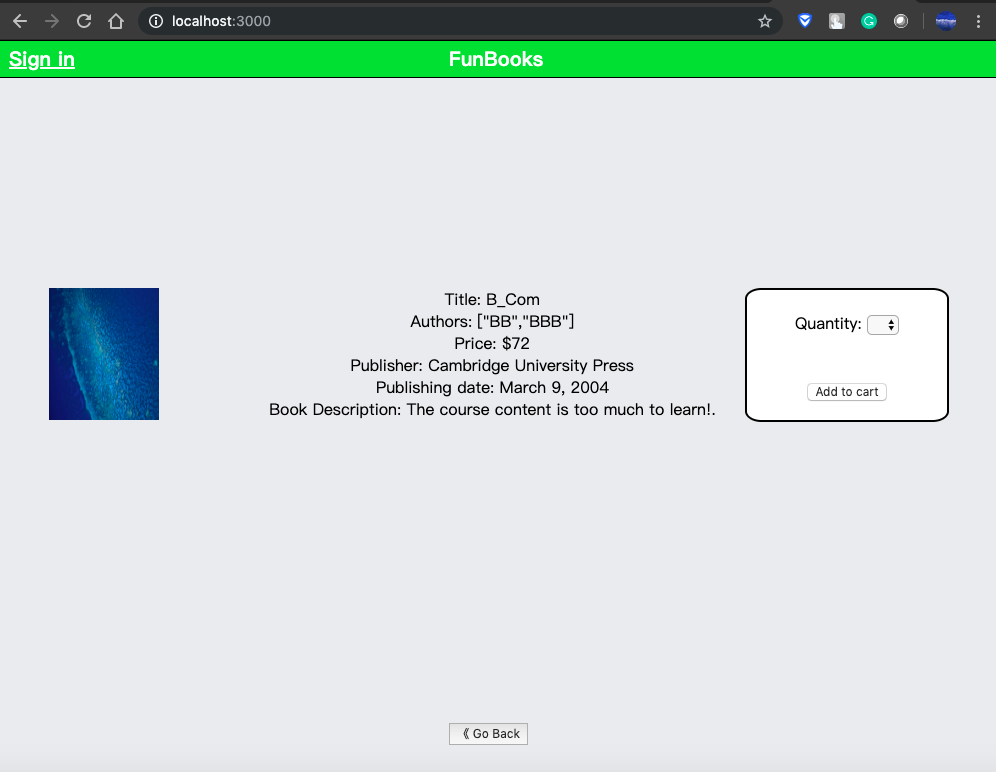 localhost:3000
Sign in
FunBooks
Title: B_Com
Authors: ["BB","BBB"]
Price: $72
Publisher: Cambridge University Press
Publishing date: March 9, 2004
Book Description: The course content is too much to learn!.
Quantity:
Add to cart
《 Go Back